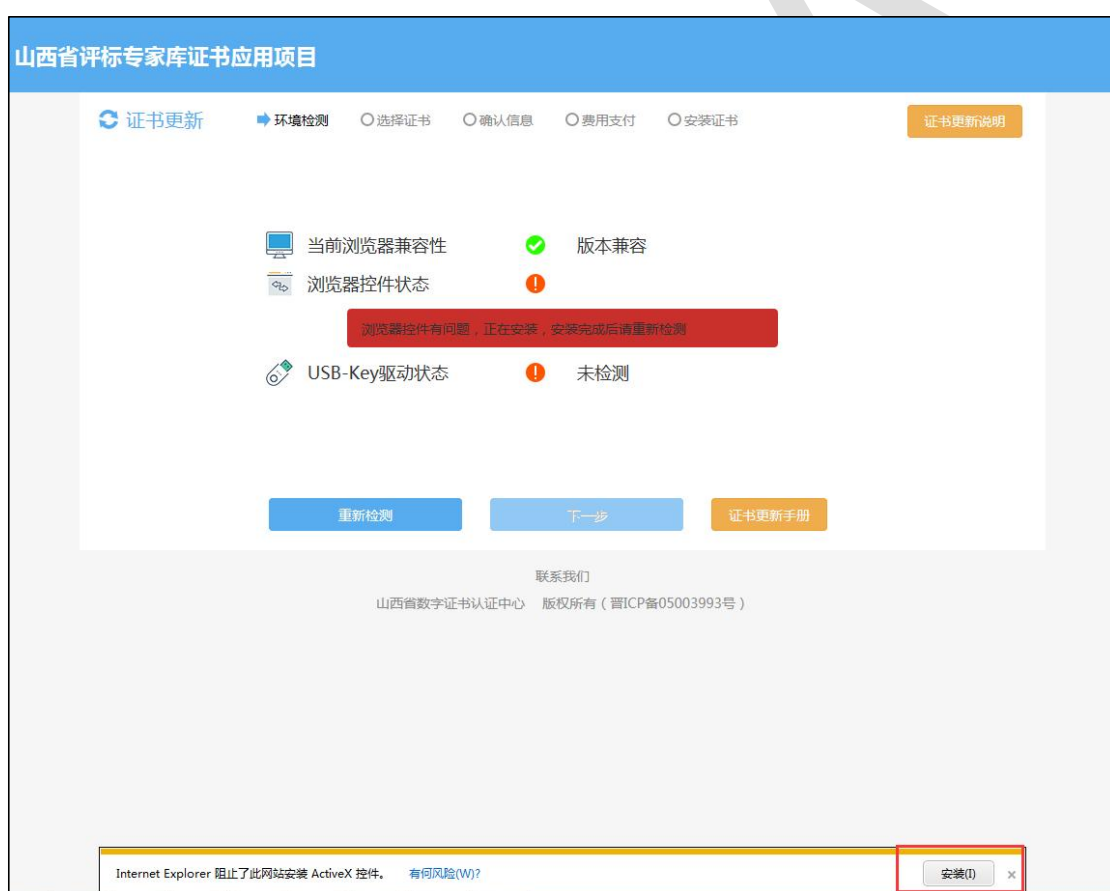 山西省评标专家库证书应用项目
证书更新 环境检测 选择证书 确认信息 费用支付 安装证书 证书更新说明
当前浏览器兼容性 版本兼容
浏览器控件状态
浏览器控件有问题，正在安装，安装完成后请重新检测
USB-Key驱动状态 未检测
重新检测 下一步 证书更新手册
联系我们
山西省数字证书认证中心 版权所有（晋ICP备05003993号）
Internet Explorer 阻止了此网站安装 ActiveX 控件。 有何风险(W)? 安装(I) ×